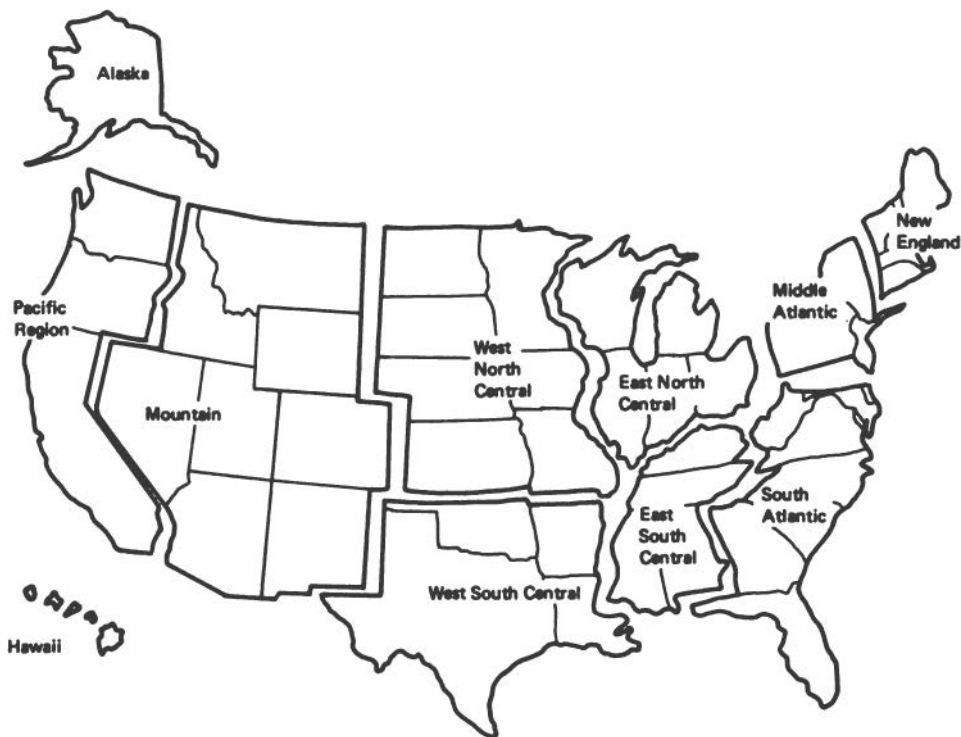 Alaska
New
England
Middle
Atlantic
Pacific
Region
West
North
Central
East North
Central
Mountain
South
Atlantic
East
South
Central
West South Central
Hawaii